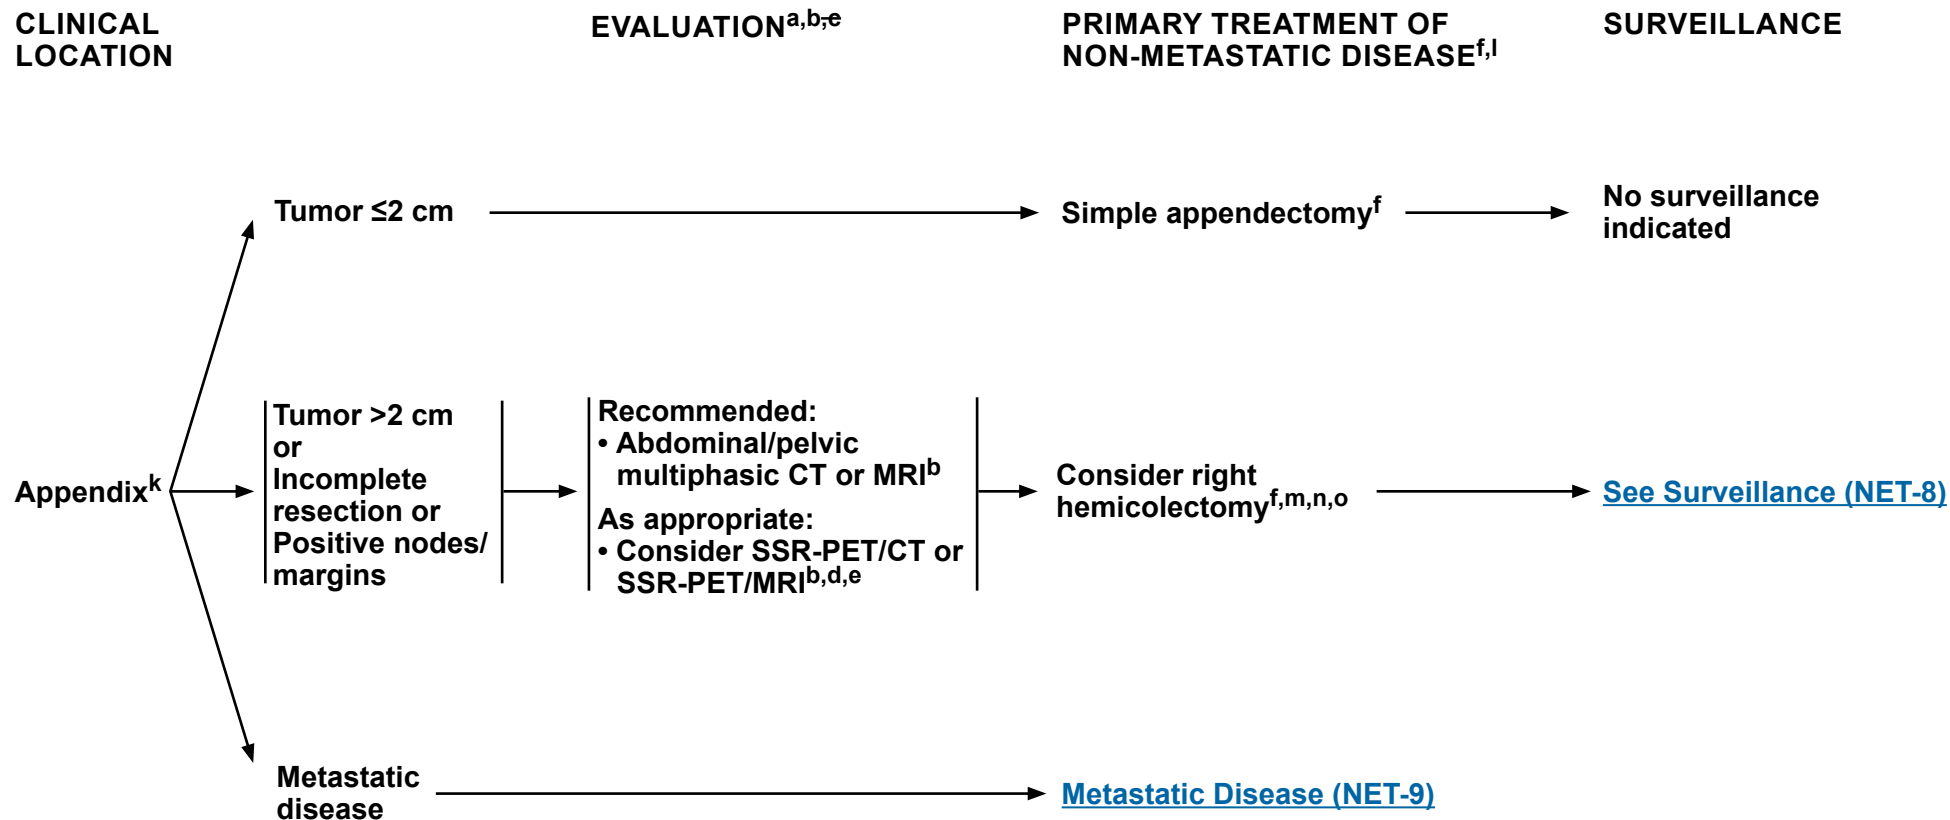 CLINICAL
LOCATION
EVALUATIONa,b,e
PRIMARY TREATMENT OF
NON-METASTATIC DISEASEf,l
SURVEILLANCE
Tumor ≤2 cm
Simple appendectomyf
No surveillance
indicated
Appendixk
Tumor >2 cm
or
Incomplete
resection or
Positive nodes/
margins
Recommended:
• Abdominal/pelvic
multiphasic CT or MRIb
As appropriate:
• Consider SSR-PET/CT or
SSR-PET/MRIb,d,e
Consider right
hemicolectomyf,m,n,o
See Surveillance (NET-8)
Metastatic
disease
Metastatic Disease (NET-9)